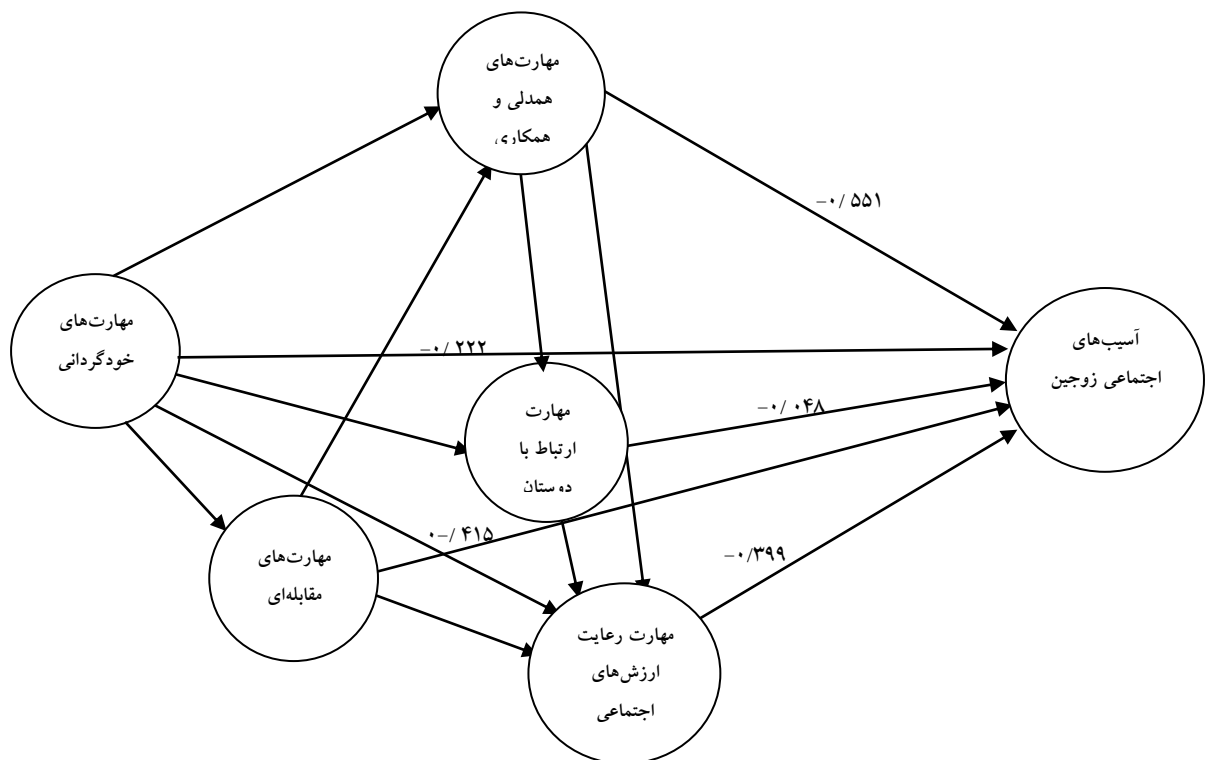 مهارت‌های
همدلی و
همکاری
−۰/۵۵۱
مهارت‌های
خودگردانی
−۰/۲۲۲
آسیب‌های
اجتماعی زوجین
مهارت
ارتباط با
دوستان
−۰/۰۴۸
۰−/۴۱۵
مهارت‌های
مقابله‌ای
−۰/۳۹۹
مهارت رعایت
ارزش‌های
اجتماعی